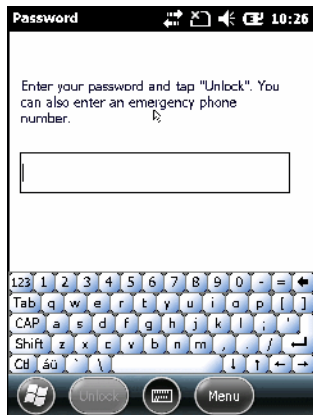 Password 10:26
Enter your password and tap "Unlock". You
can also enter an emergency phone
number.
123 1 2 3 4 5 6 7 8 9 0 - =
Tab q w e r t y u i o p [ ]
CAP a s d f g h j k l ; '
Shift z x c v b n m , . /
Ctl áü ` \
Unlock Menu